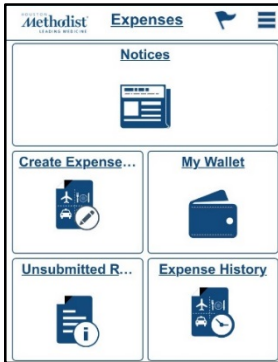 HOUSTON
Methodist
LEADING MEDICINE
Expenses
Notices
Create Expense...
My Wallet
Unsubmitted R...
Expense History